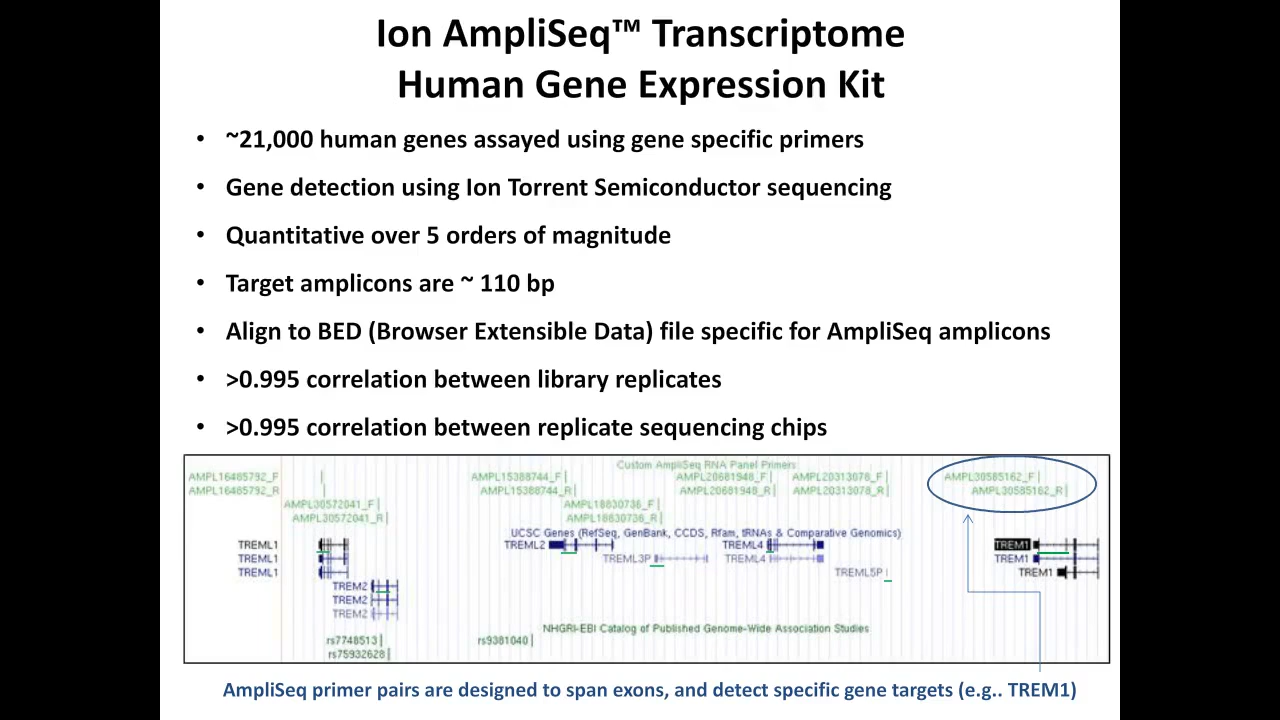 Ion AmpliSeq™ Transcriptome
Human Gene Expression Kit
• ~21,000 human genes assayed using gene specific primers
• Gene detection using Ion Torrent Semiconductor sequencing
• Quantitative over 5 orders of magnitude
• Target amplicons are ~ 110 bp
• Align to BED (Browser Extensible Data) file specific for AmpliSeq amplicons
• >0.995 correlation between library replicates
• >0.995 correlation between replicate sequencing chips
Custom AmpliSeq RNA Panel Primers
AMPL16485792_F AMPL15388744_F AMPL20681948_F AMPL20313078_F AMPL30585162_F
AMPL16485792_R AMPL15388744_R AMPL20681948_R AMPL20313078_R AMPL30585162_R
AMPL30572041_F AMPL18630736_F
AMPL30572041_R AMPL18630736_R
UCSC Genes (RefSeq, GenBank, CCDS, Rfam, tRNAs & Comparative Genomics)
TREML1 TREML2 TREML4 TREM1
TREML1 TREML3P TREML4 TREM1
TREML1 TREML5P TREM1
TREM2
TREM2
TREM2
NHGRI-EBI Catalog of Published Genome-Wide Association Studies
rs7748513 rs9381040
rs75932628
AmpliSeq primer pairs are designed to span exons, and detect specific gene targets (e.g.. TREM1)